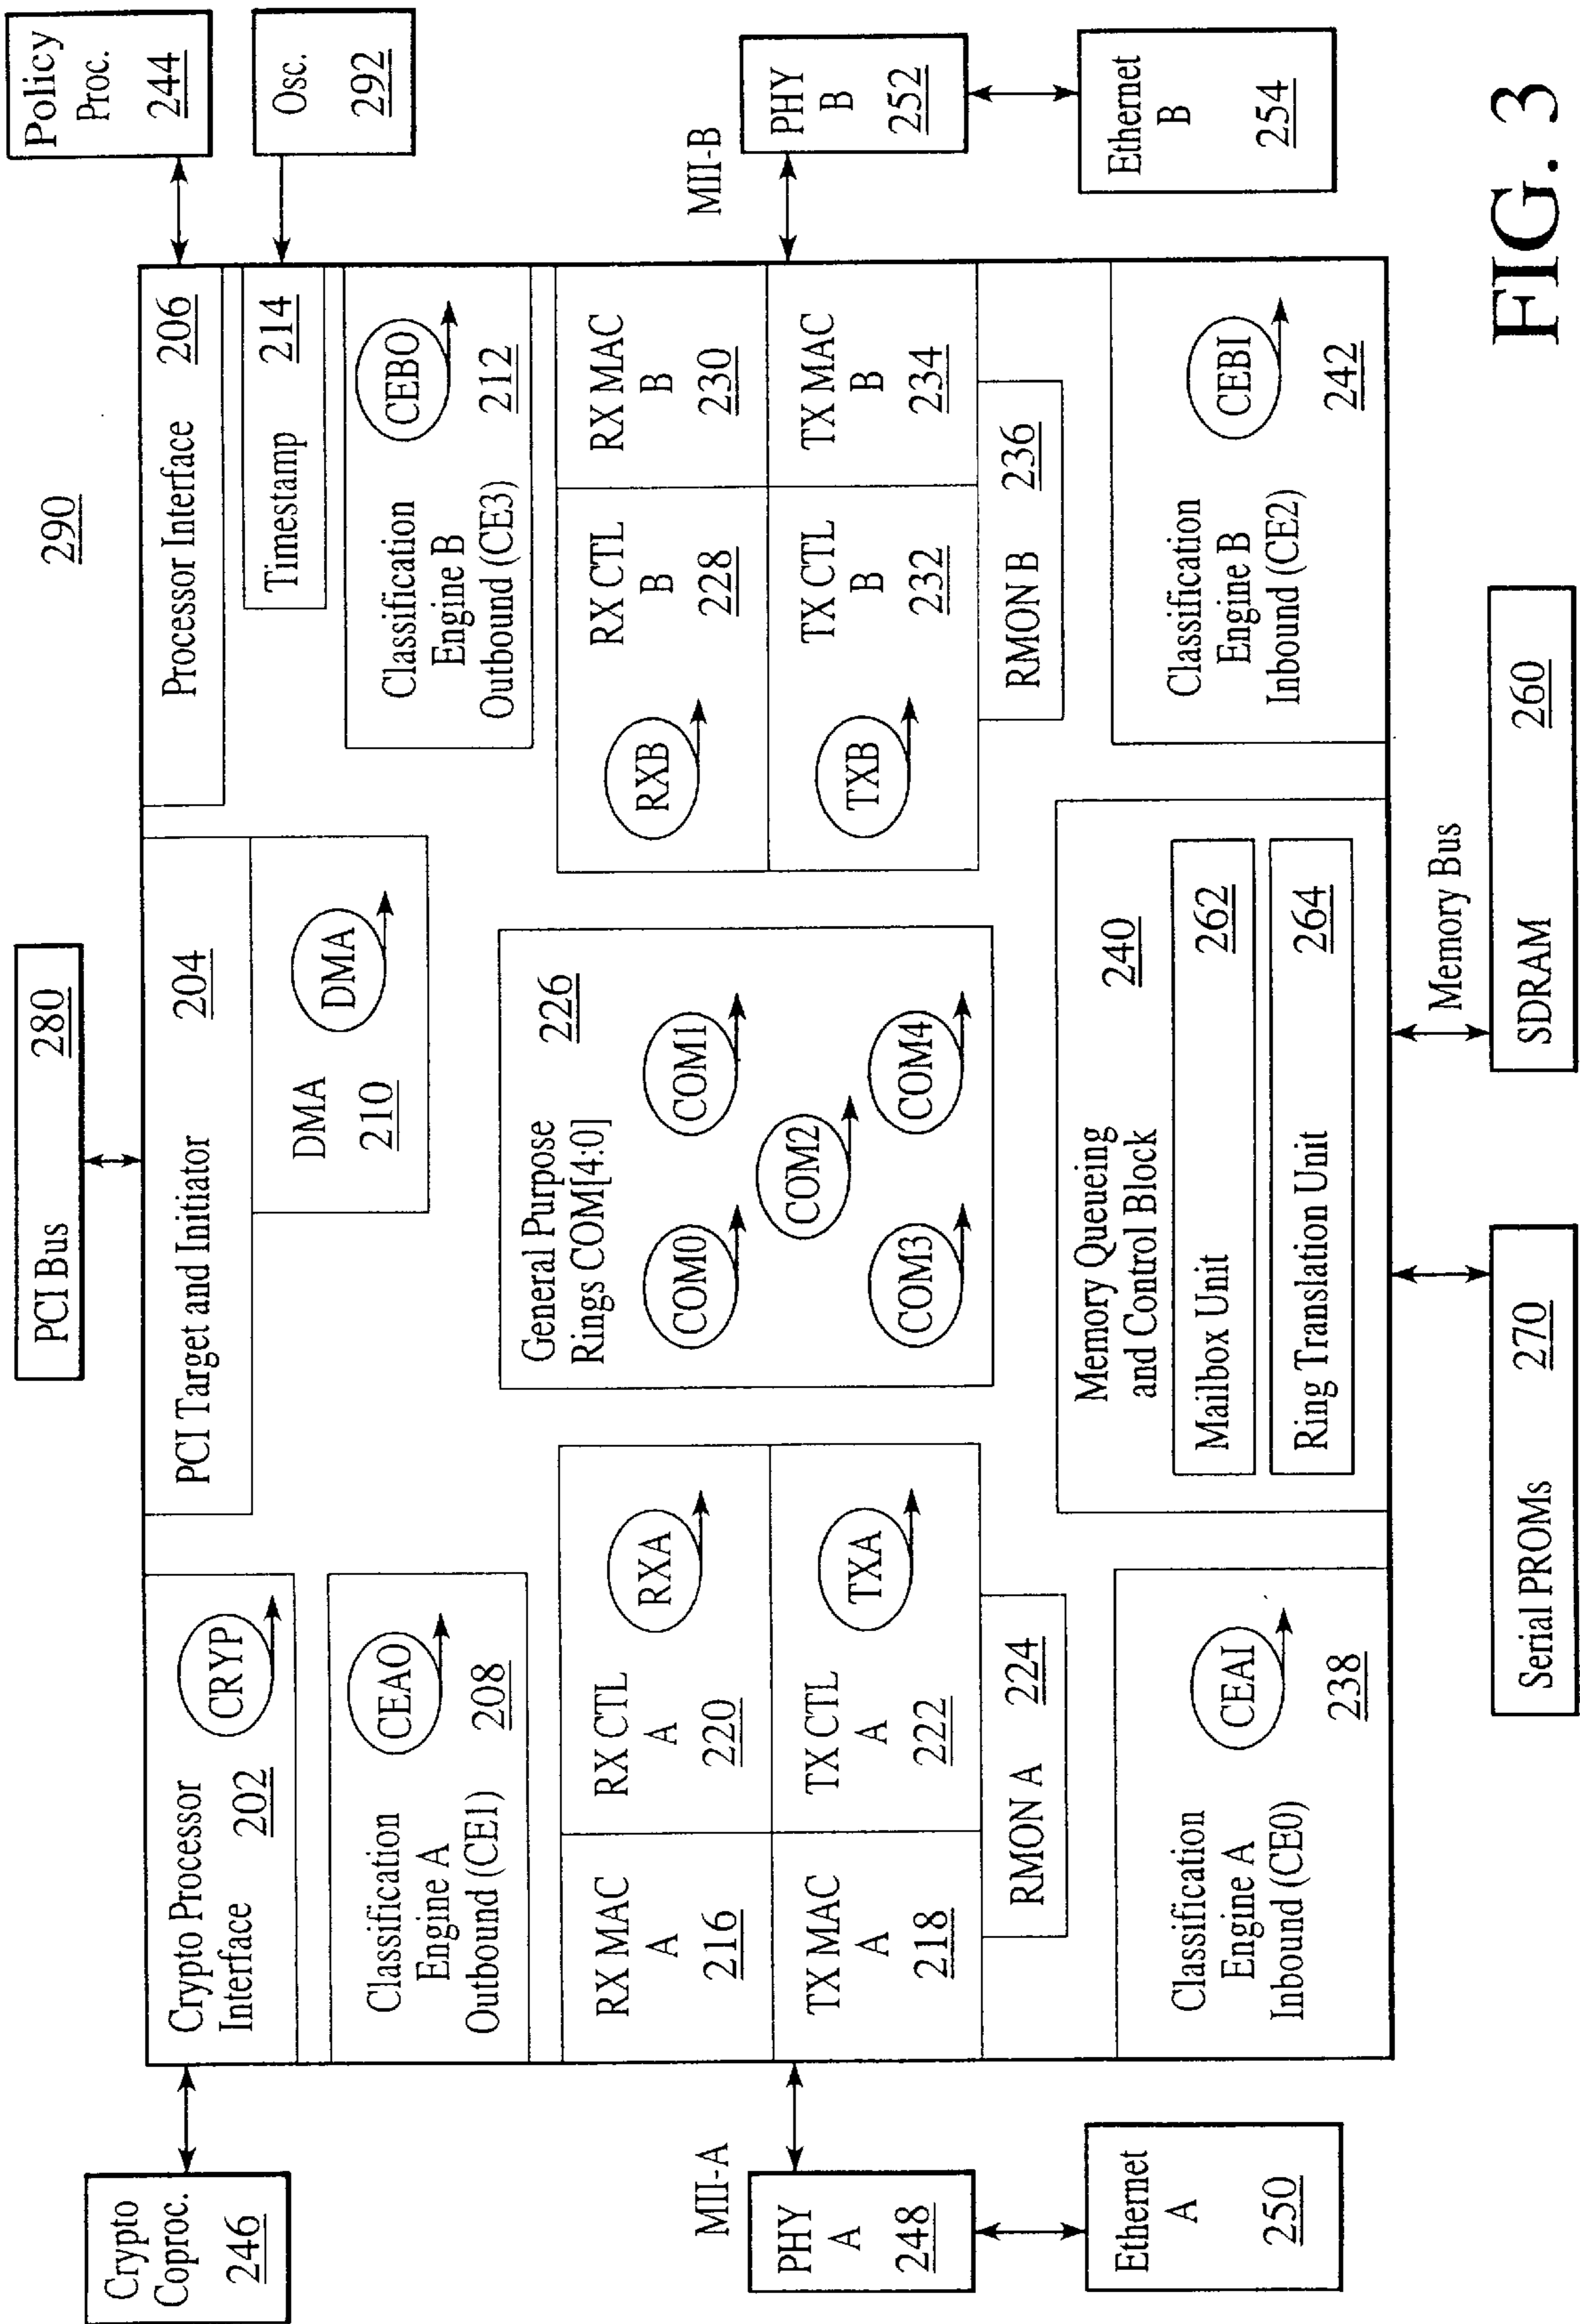 290
PCI Bus 280
Crypto
Coproc.
246
Policy
Proc.
244
Osc.
292
Crypto Processor
Interface 202
CRYP
PCI Target and Initiator 204
DMA
210
DMA
Processor Interface 206
Timestamp 214
Classification
Engine A
Outbound (CE1)
CEAO
208
Classification
Engine B
Outbound (CE3)
CEBO
212
General Purpose
Rings COM[4:0]
226
COM0
COM1
COM2
COM3
COM4
MII-A
PHY
A
248
Ethernet
A
250
RX MAC
A
216
RX CTL
A
220
RXA
TX MAC
A
218
TX CTL
A
222
TXA
RMON A 224
RXB
RX CTL
B
228
RX MAC
B
230
TXB
TX CTL
B
232
TX MAC
B
234
RMON B 236
MII-B
PHY
B
252
Ethernet
B
254
Classification
Engine A
Inbound (CE0)
CEAI
238
Memory Queueing
and Control Block
240
Mailbox Unit 262
Ring Translation Unit 264
Classification
Engine B
Inbound (CE2)
CEBI
242
Memory Bus
Serial PROMs 270
SDRAM 260
FIG. 3